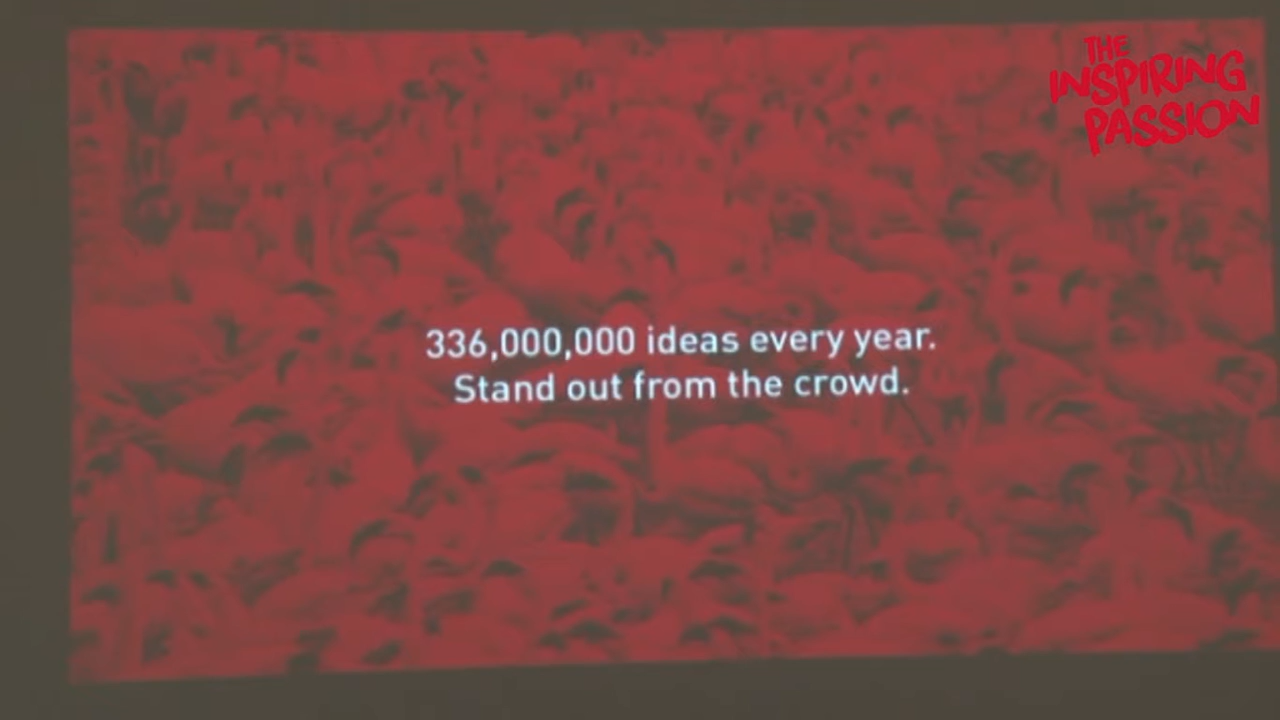 THE
INSPIRING
PASSION
336,000,000 ideas every year.
Stand out from the crowd.